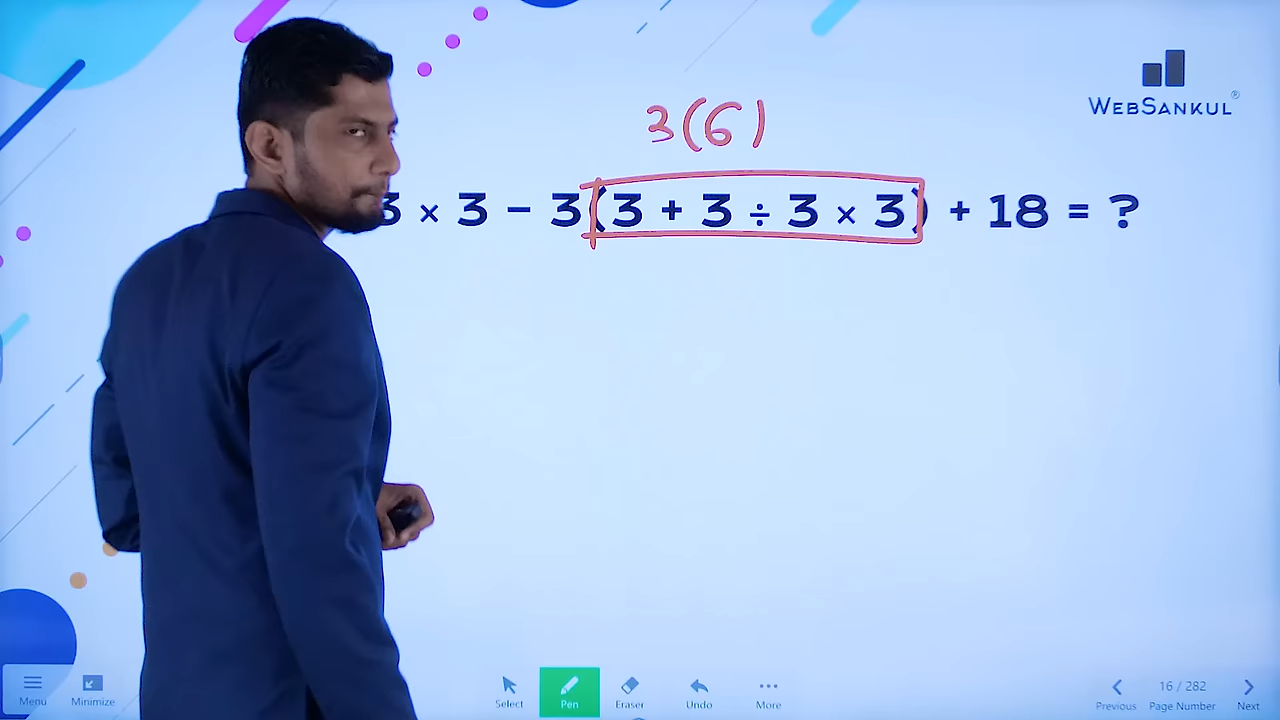 WEBSANKUL®
3(6)
3 × 3 − 3(3 + 3 ÷ 3 × 3) + 18 = ?
Menu
Minimize
Select
Pen
Eraser
Undo
More
Previous
16 / 282
Page Number
Next